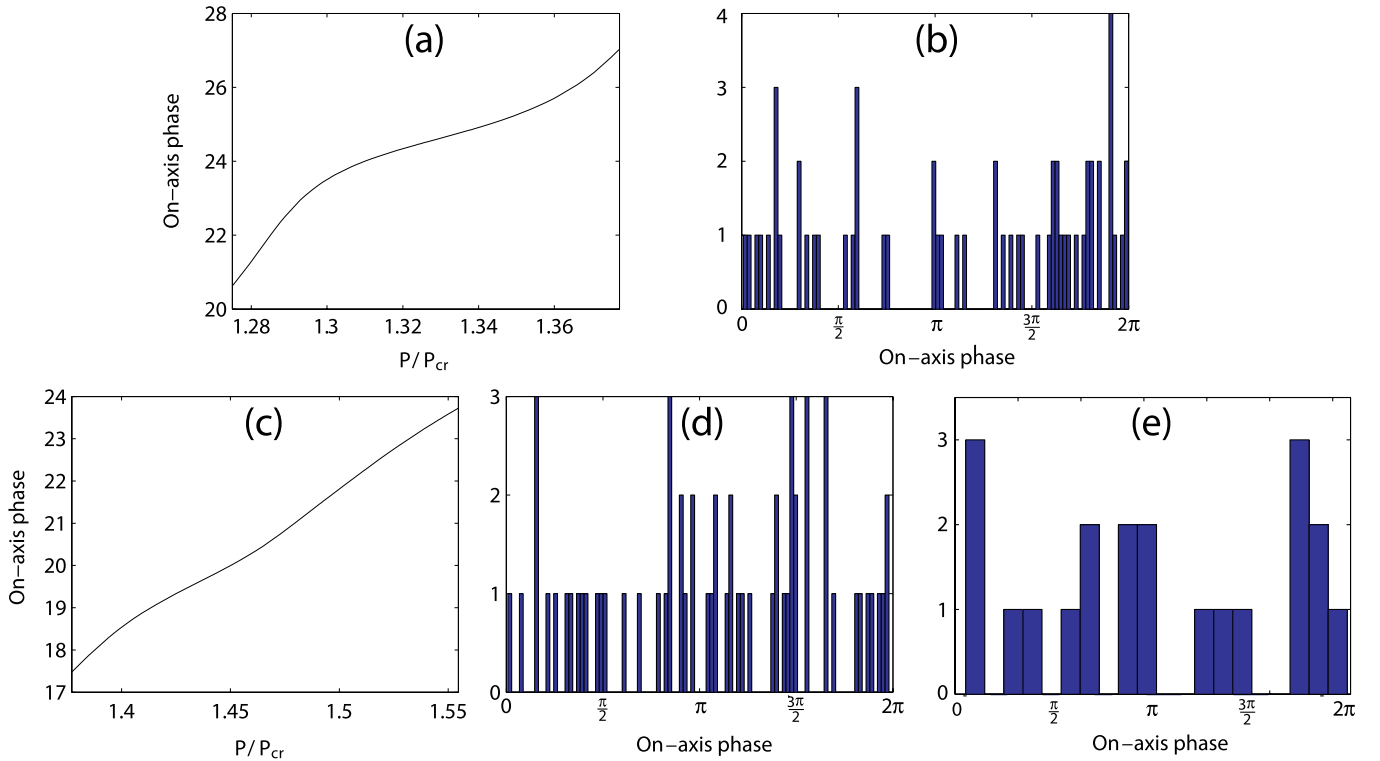 (a)
28
26
24
22
20
On–axis phase
1.28 1.3 1.32 1.34 1.36
P/Pcr
(b)
4
3
2
1
0
0 π/2 π 3π/2 2π
On–axis phase
(c)
24
23
22
21
20
19
18
17
On–axis phase
1.4 1.45 1.5 1.55
P/Pcr
(d)
3
2
1
0
0 π/2 π 3π/2 2π
On–axis phase
(e)
3
2
1
0
0 π/2 π 3π/2 2π
On–axis phase